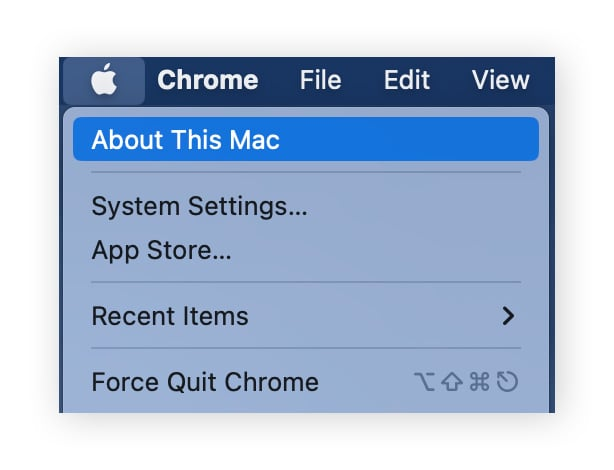 Chrome File Edit View
About This Mac
System Settings...
App Store...
Recent Items
Force Quit Chrome ⌥⇧⌘⎋